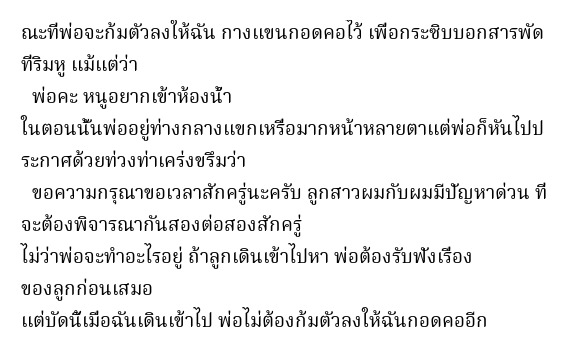 ณะที่พ่อจะก้มตัวลงให้ฉัน กางแขนกอดคอไว้ เพื่อกระซิบบอกสารพัด
ที่ริมหู แม้แต่ว่า
พ่อคะ หนูอยากเข้าห้องน้ำ
ในตอนนั้นพ่ออยู่ท่างกลางแขกเหรื่อมากหน้าหลายตาแต่พ่อก็หันไปป
ระกาศด้วยท่วงท่าเคร่งขรึมว่า
ขอความกรุณาขอเวลาสักครู่นะครับ ลูกสาวผมกับผมมีปัญหาด่วน ที่
จะต้องพิจารณากันสองต่อสองสักครู่
ไม่ว่าพ่อจะทำอะไรอยู่ ถ้าลูกเดินเข้าไปหา พ่อต้องรับฟังเรื่อง
ของลูกก่อนเสมอ
แต่บัดนี้เมื่อฉันเดินเข้าไป พ่อไม่ต้องก้มตัวลงให้ฉันกอดคออีก